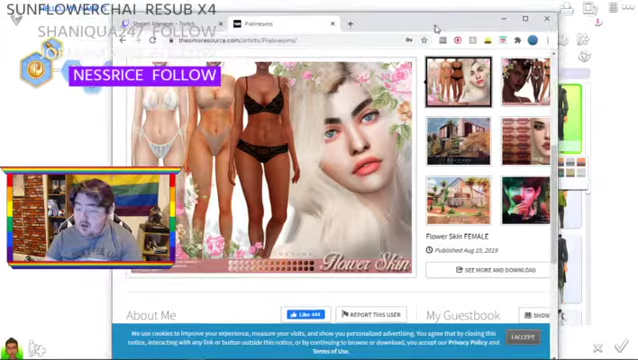 SUNFLOWERCHAI RESUB X4
SHANIQUA247 FOLLOW
NESSRICE FOLLOW
Stream Manager - Twitch
Pralinesims
thesimsresource.com/artists/Pralinesims/
Flower Skin
Flower Skin FEMALE
Published Aug 15, 2019
SEE MORE AND DOWNLOAD
About Me
Like 444
REPORT THIS USER
My Guestbook
SHOW
We use cookies to improve your experience, measure your visits, and show you personalized advertising. You agree by closing this notice, interacting with any link or button outside this notice, or by continuing to browse or download, you accept our Privacy Policy and Terms of Use.
I ACCEPT